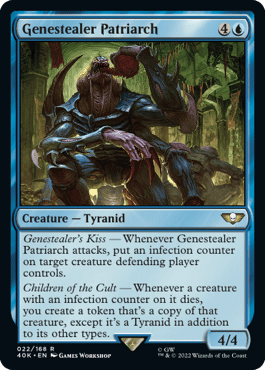 Genestealer Patriarch 4
Creature — Tyranid
Genestealer's Kiss — Whenever Genestealer
Patriarch attacks, put an infection counter
on target creature defending player
controls.
Children of the Cult — Whenever a creature
with an infection counter on it dies,
you create a token that's a copy of that
creature, except it's a Tyranid in addition
to its other types.
4/4
022/168 R
40K • EN Games Workshop
© GW
™ & © 2022 Wizards of the Coast